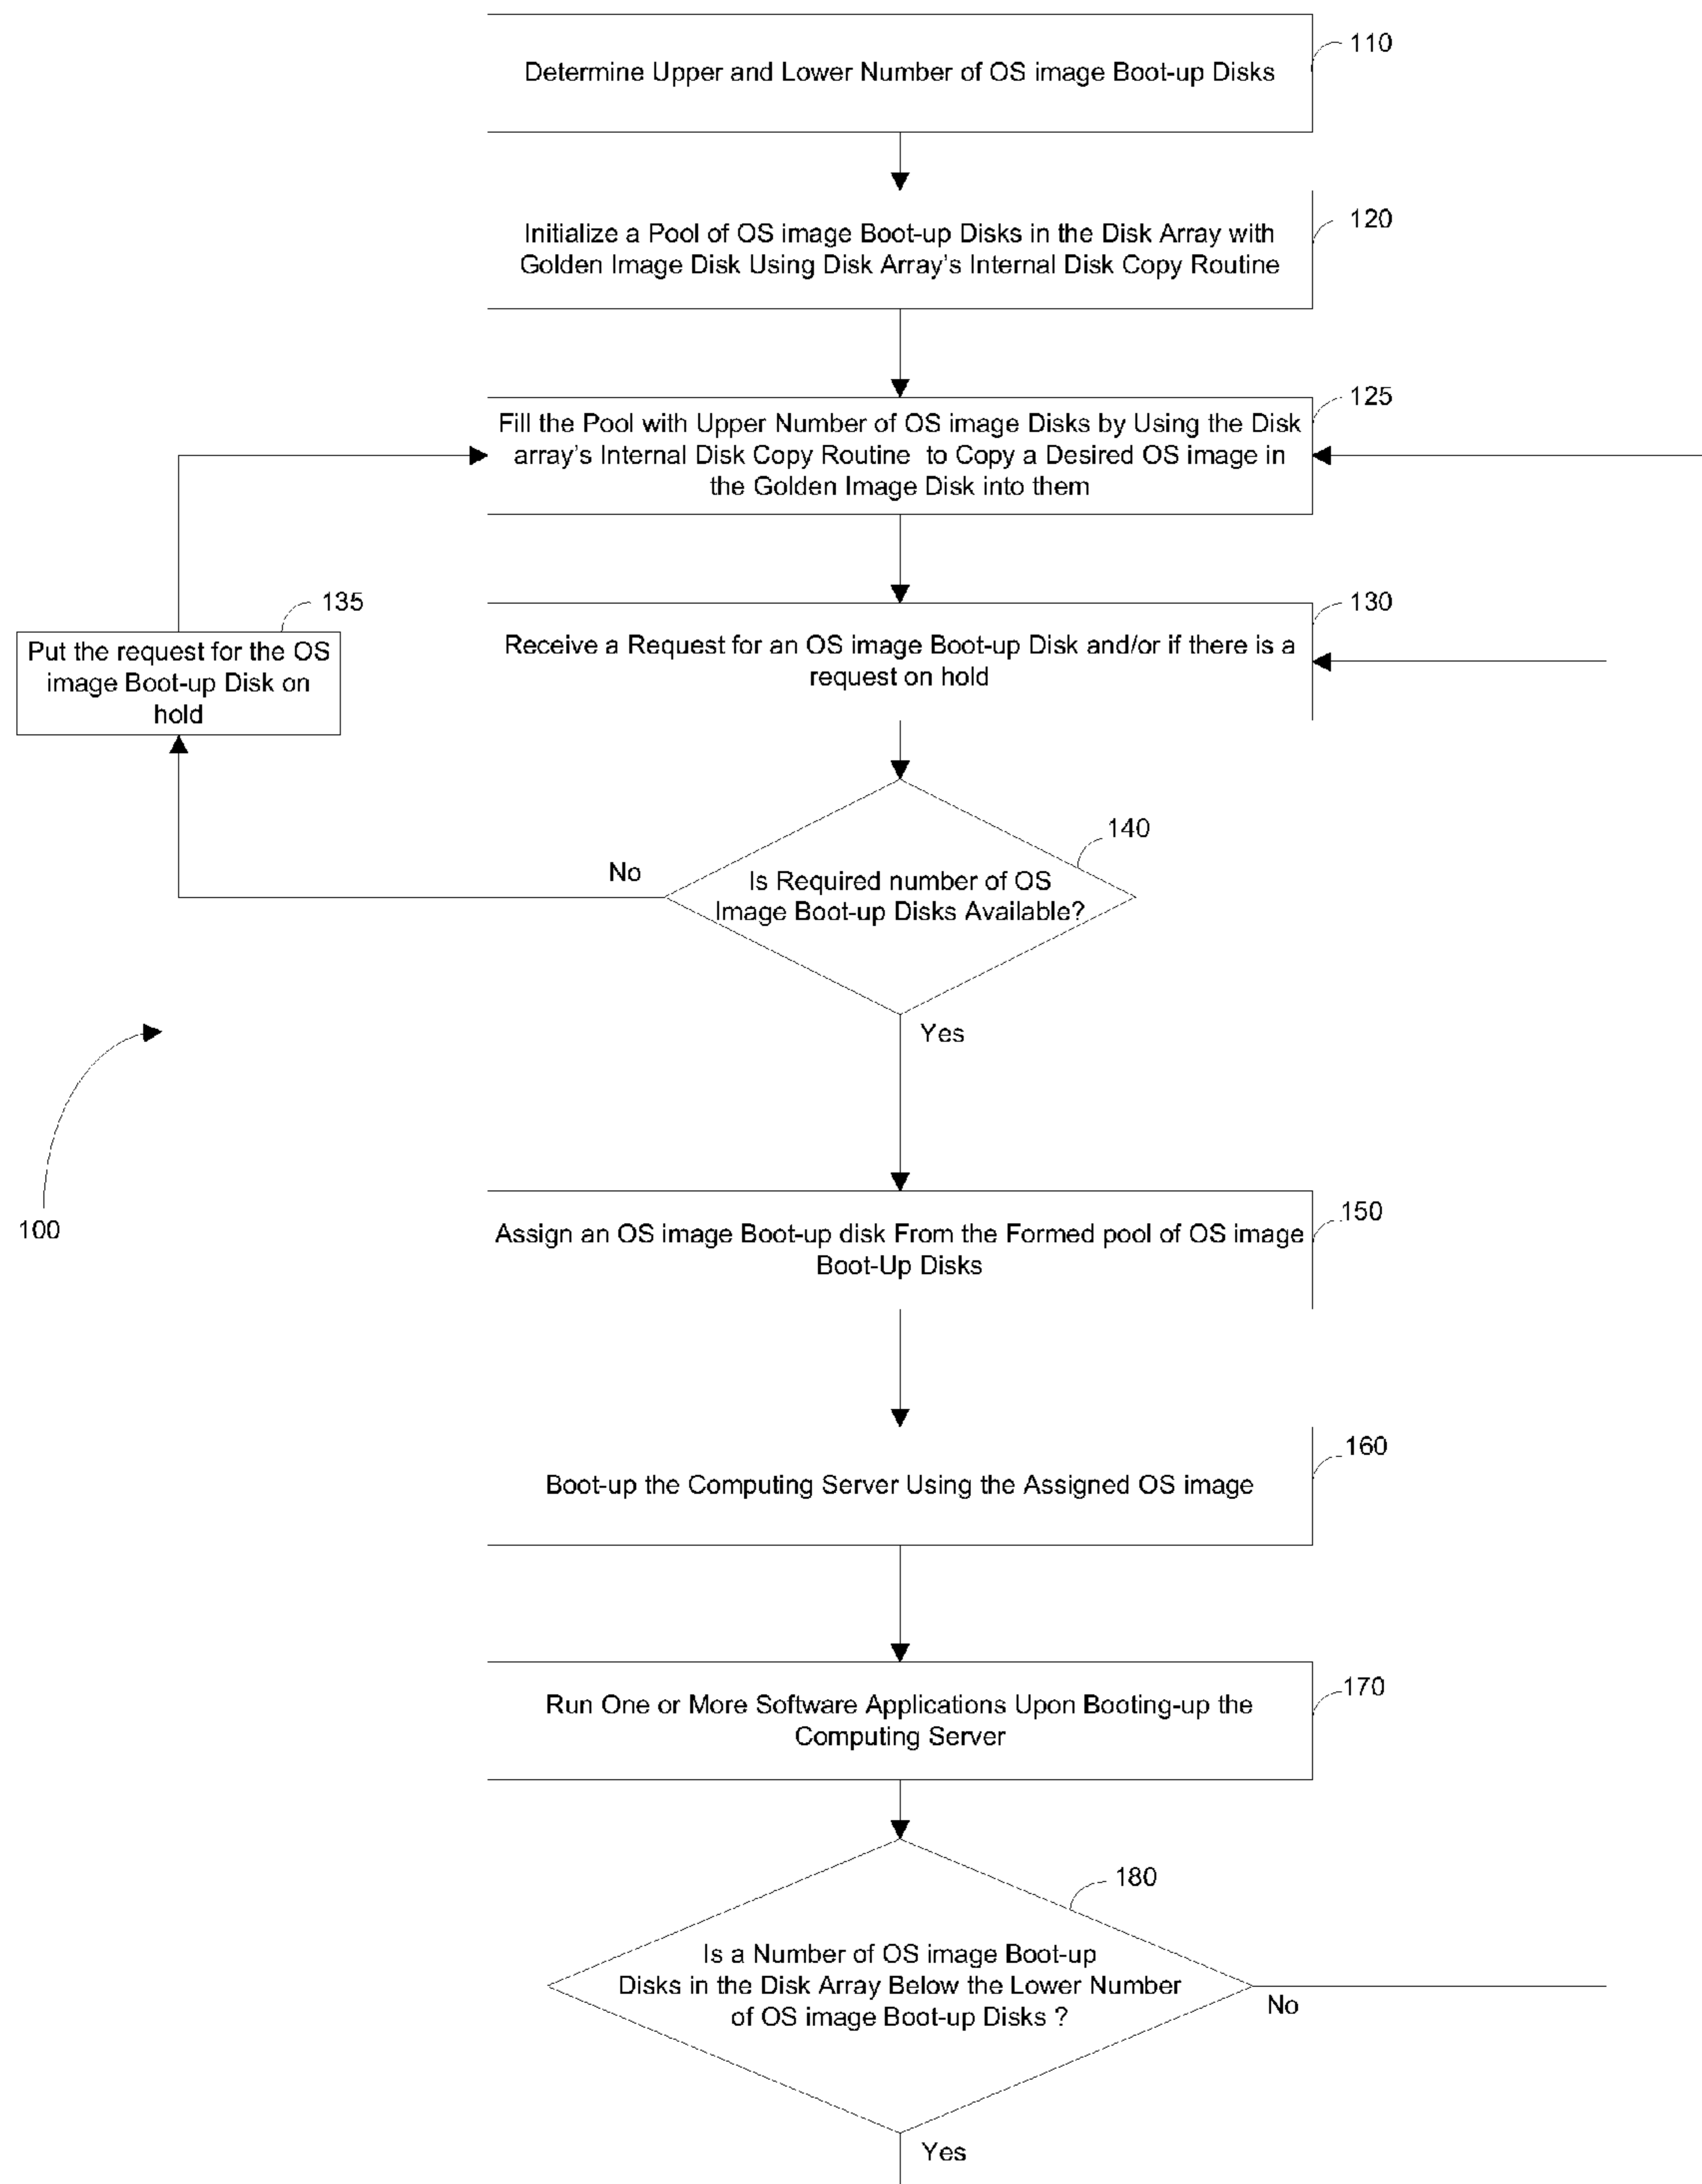 110
Determine Upper and Lower Number of OS image Boot-up Disks
120
Initialize a Pool of OS image Boot-up Disks in the Disk Array with
Golden Image Disk Using Disk Array's Internal Disk Copy Routine
125
Fill the Pool with Upper Number of OS image Disks by Using the Disk
array's Internal Disk Copy Routine to Copy a Desired OS image in
the Golden Image Disk into them
135
Put the request for the OS
image Boot-up Disk on
hold
130
Receive a Request for an OS image Boot-up Disk and/or if there is a
request on hold
140
No
Is Required number of OS
Image Boot-up Disks Available?
Yes
100
150
Assign an OS image Boot-up disk From the Formed pool of OS image
Boot-Up Disks
160
Boot-up the Computing Server Using the Assigned OS image
170
Run One or More Software Applications Upon Booting-up the
Computing Server
180
Is a Number of OS image Boot-up
Disks in the Disk Array Below the Lower Number
of OS image Boot-up Disks ?
No
Yes